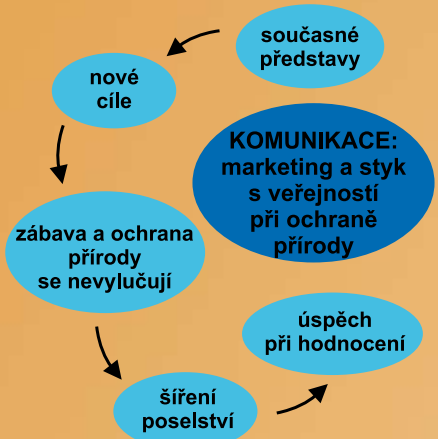 současné
představy
nové
cíle
KOMUNIKACE:
marketing a styk
s veřejností
při ochraně
přírody
zábava a ochrana
přírody
se nevylučují
úspěch
při hodnocení
šíření
poselství